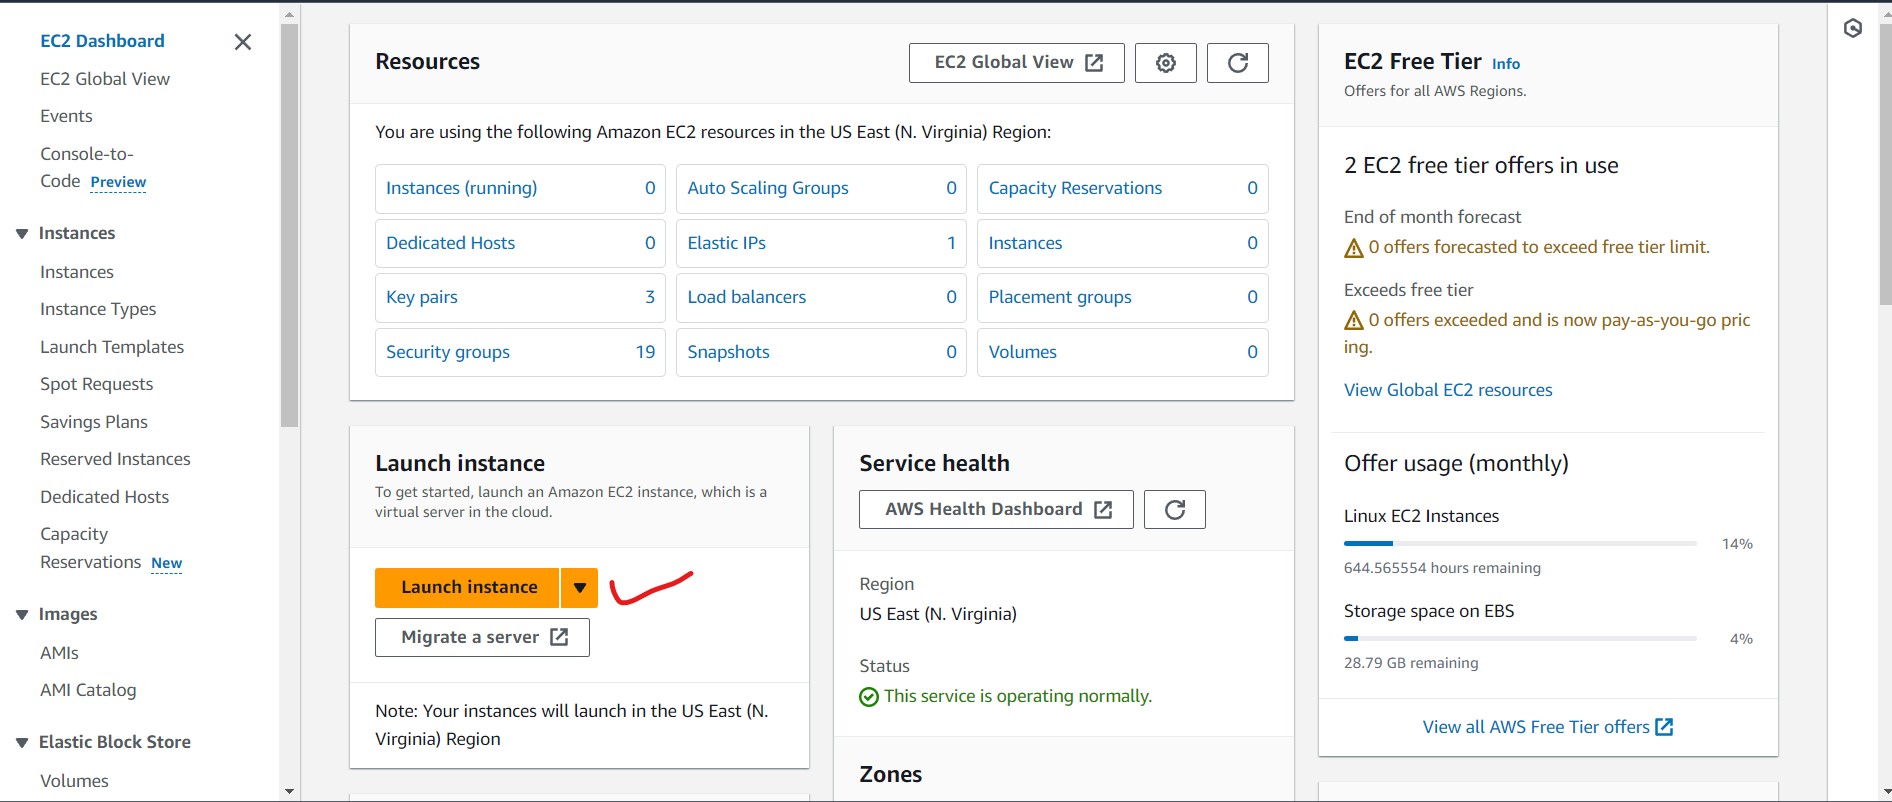 EC2 Dashboard
EC2 Global View
Events
Console-to-
Code Preview
Instances
Instances
Instance Types
Launch Templates
Spot Requests
Savings Plans
Reserved Instances
Dedicated Hosts
Capacity
Reservations New
Images
AMIs
AMI Catalog
Elastic Block Store
Volumes
Resources
EC2 Global View
You are using the following Amazon EC2 resources in the US East (N. Virginia) Region:
Instances (running) 0
Auto Scaling Groups 0
Capacity Reservations 0
Dedicated Hosts 0
Elastic IPs 1
Instances 0
Key pairs 3
Load balancers 0
Placement groups 0
Security groups 19
Snapshots 0
Volumes 0
Launch instance
To get started, launch an Amazon EC2 instance, which is a
virtual server in the cloud.
Launch instance
Migrate a server
Note: Your instances will launch in the US East (N.
Virginia) Region
Service health
AWS Health Dashboard
Region
US East (N. Virginia)
Status
This service is operating normally.
Zones
EC2 Free Tier Info
Offers for all AWS Regions.
2 EC2 free tier offers in use
End of month forecast
0 offers forecasted to exceed free tier limit.
Exceeds free tier
0 offers exceeded and is now pay-as-you-go pric
ing.
View Global EC2 resources
Offer usage (monthly)
Linux EC2 Instances
14%
644.565554 hours remaining
Storage space on EBS
4%
28.79 GB remaining
View all AWS Free Tier offers